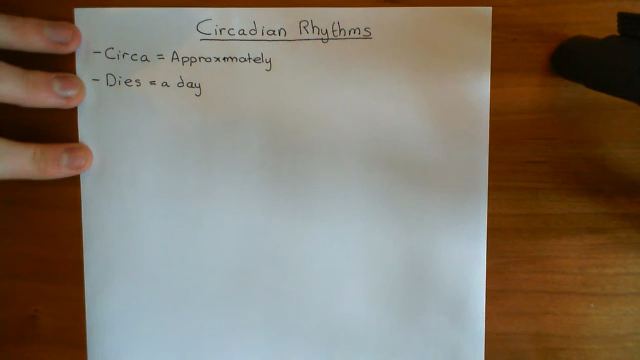 Circadian Rhythms
- Circa = Approximately
- Dies = a day